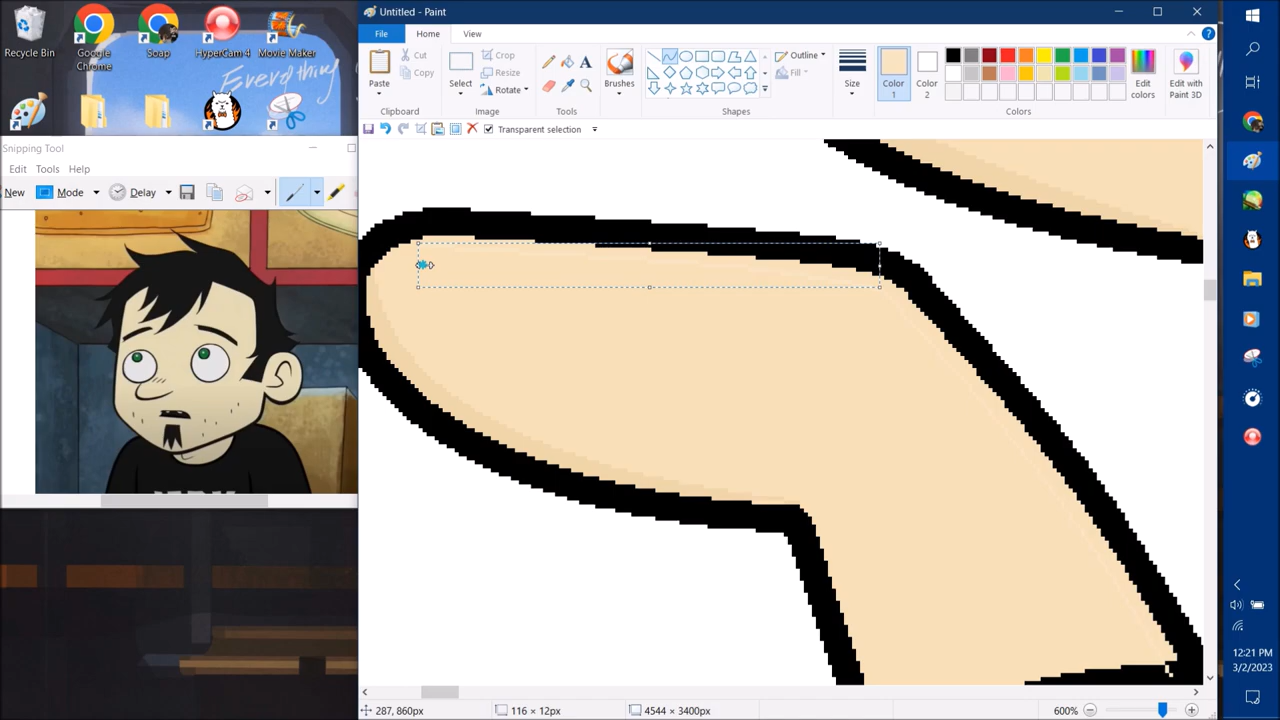 Recycle Bin
Google Chrome
Soap
HyperCam 4
Movie Maker
Everything
Untitled - Paint
File
Home
View
Paste
Cut
Copy
Clipboard
Select
Crop
Resize
Rotate
Image
Tools
Brushes
Outline
Fill
Shapes
Size
Color 1
Color 2
Colors
Edit colors
Edit with Paint 3D
Transparent selection
Snipping Tool
Edit
Tools
Help
New
Mode
Delay
287, 860px
116 × 12px
4544 × 3400px
600%
12:21 PM
3/2/2023